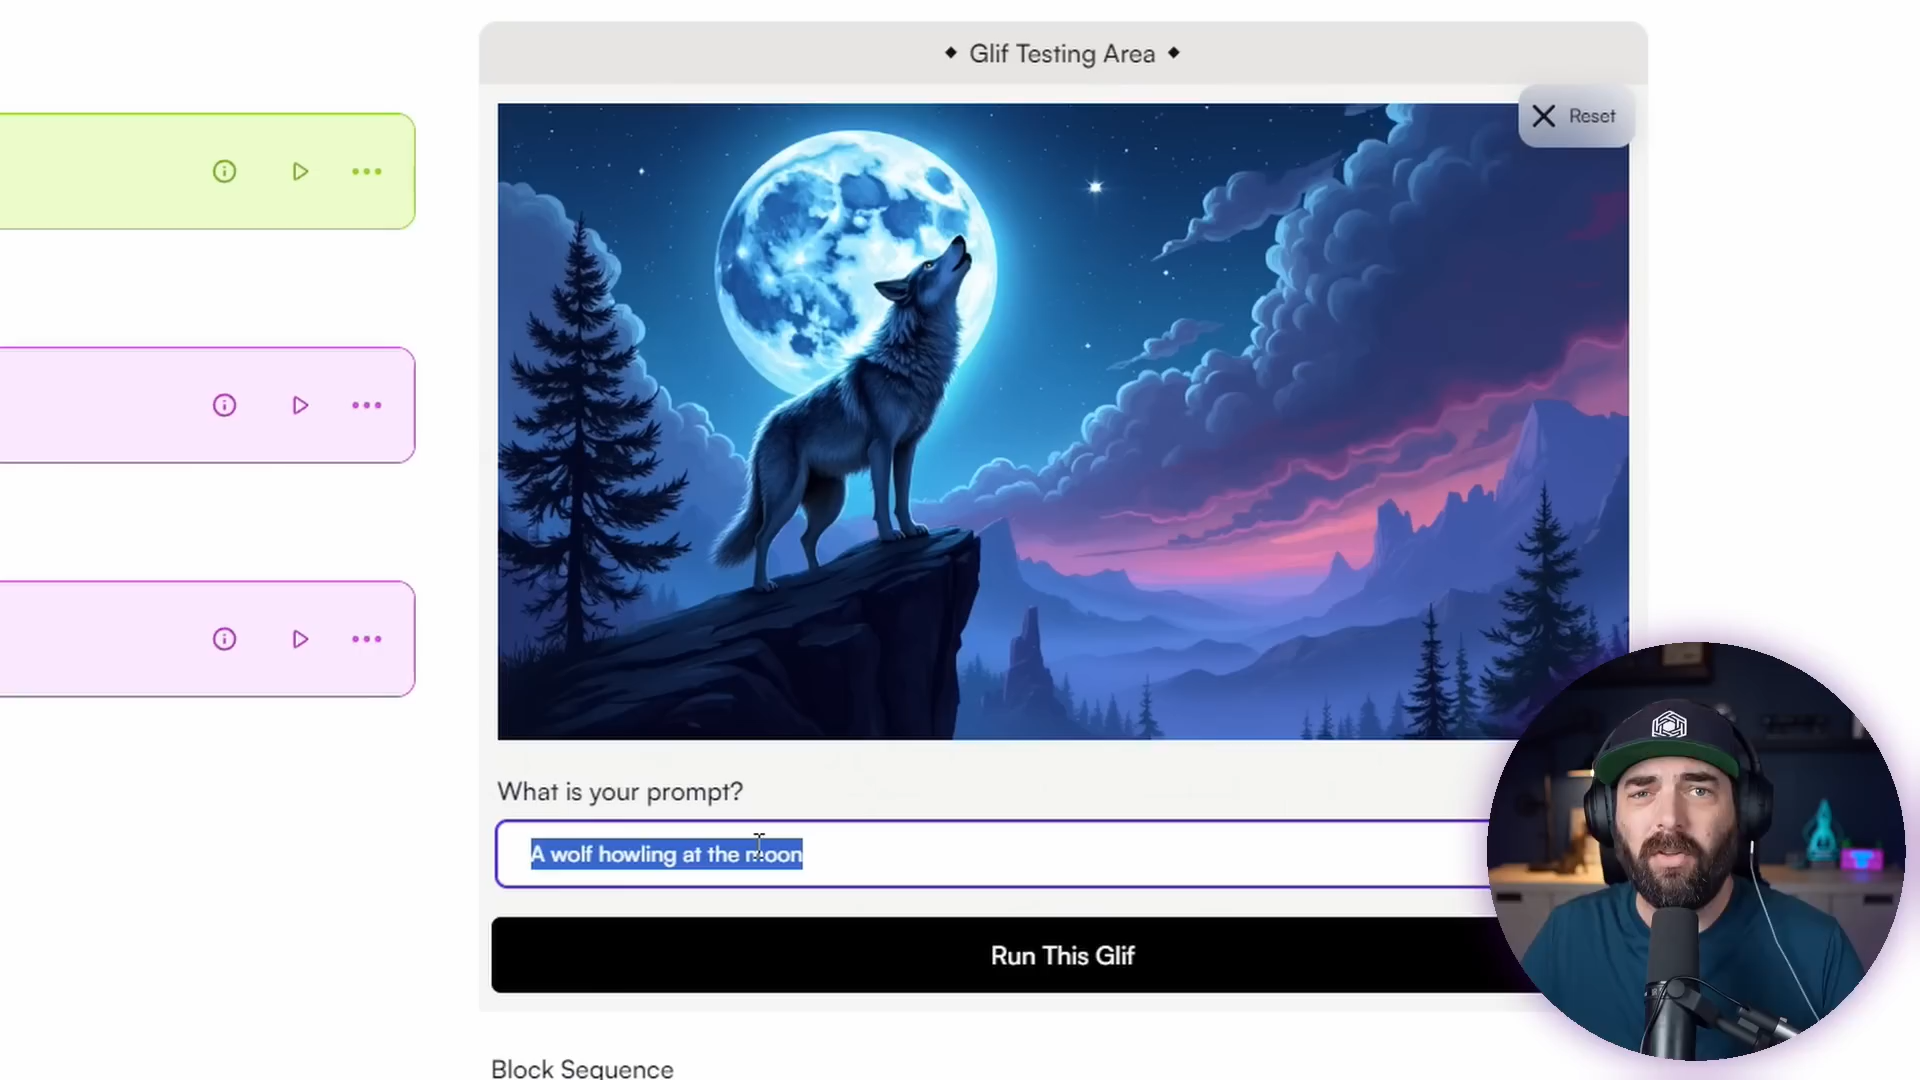 Glif Testing Area
Reset
What is your prompt?
A wolf howling at the moon
Run This Glif
Block Sequence